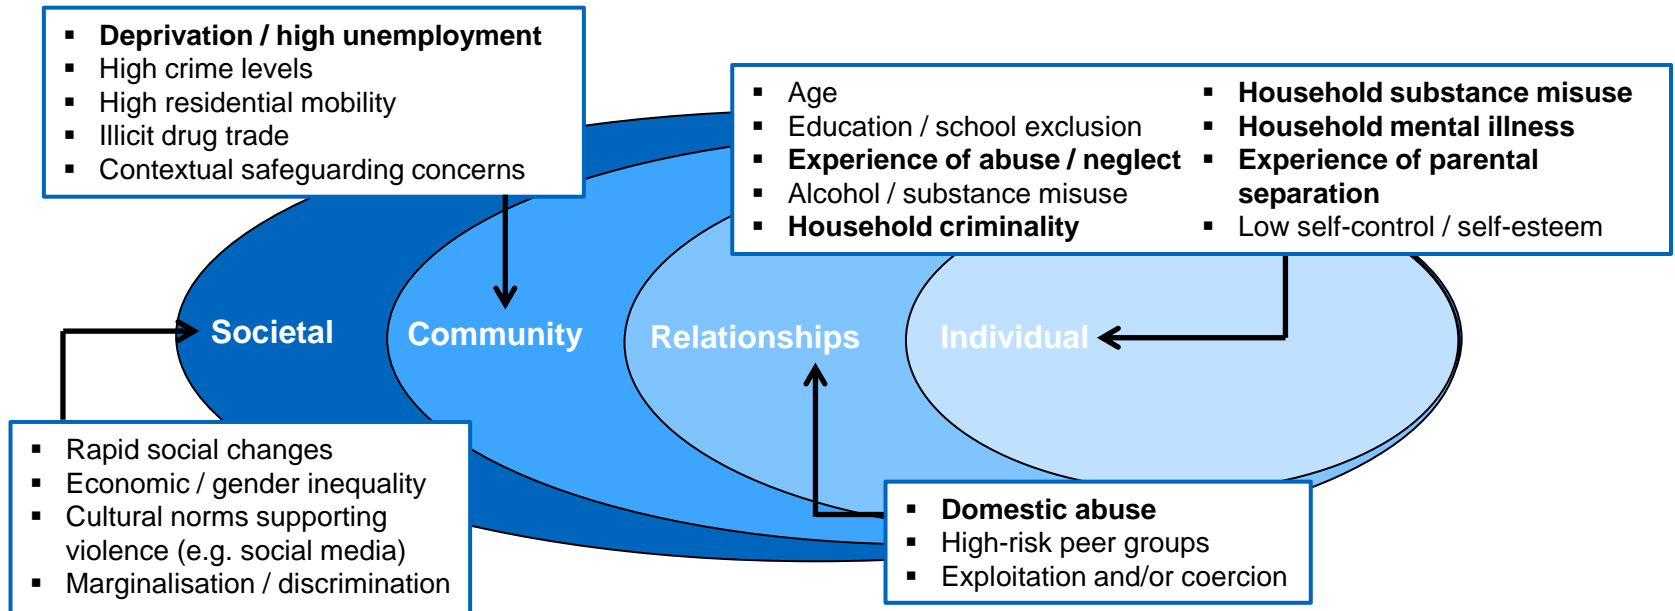 ▪ Deprivation / high unemployment
▪ High crime levels
▪ High residential mobility
▪ Illicit drug trade
▪ Contextual safeguarding concerns
▪ Age
▪ Education / school exclusion
▪ Experience of abuse / neglect
▪ Alcohol / substance misuse
▪ Household criminality
▪ Household substance misuse
▪ Household mental illness
▪ Experience of parental
separation
▪ Low self-control / self-esteem
Societal
Community
Relationships
Individual
▪ Rapid social changes
▪ Economic / gender inequality
▪ Cultural norms supporting
violence (e.g. social media)
▪ Marginalisation / discrimination
▪ Domestic abuse
▪ High-risk peer groups
▪ Exploitation and/or coercion